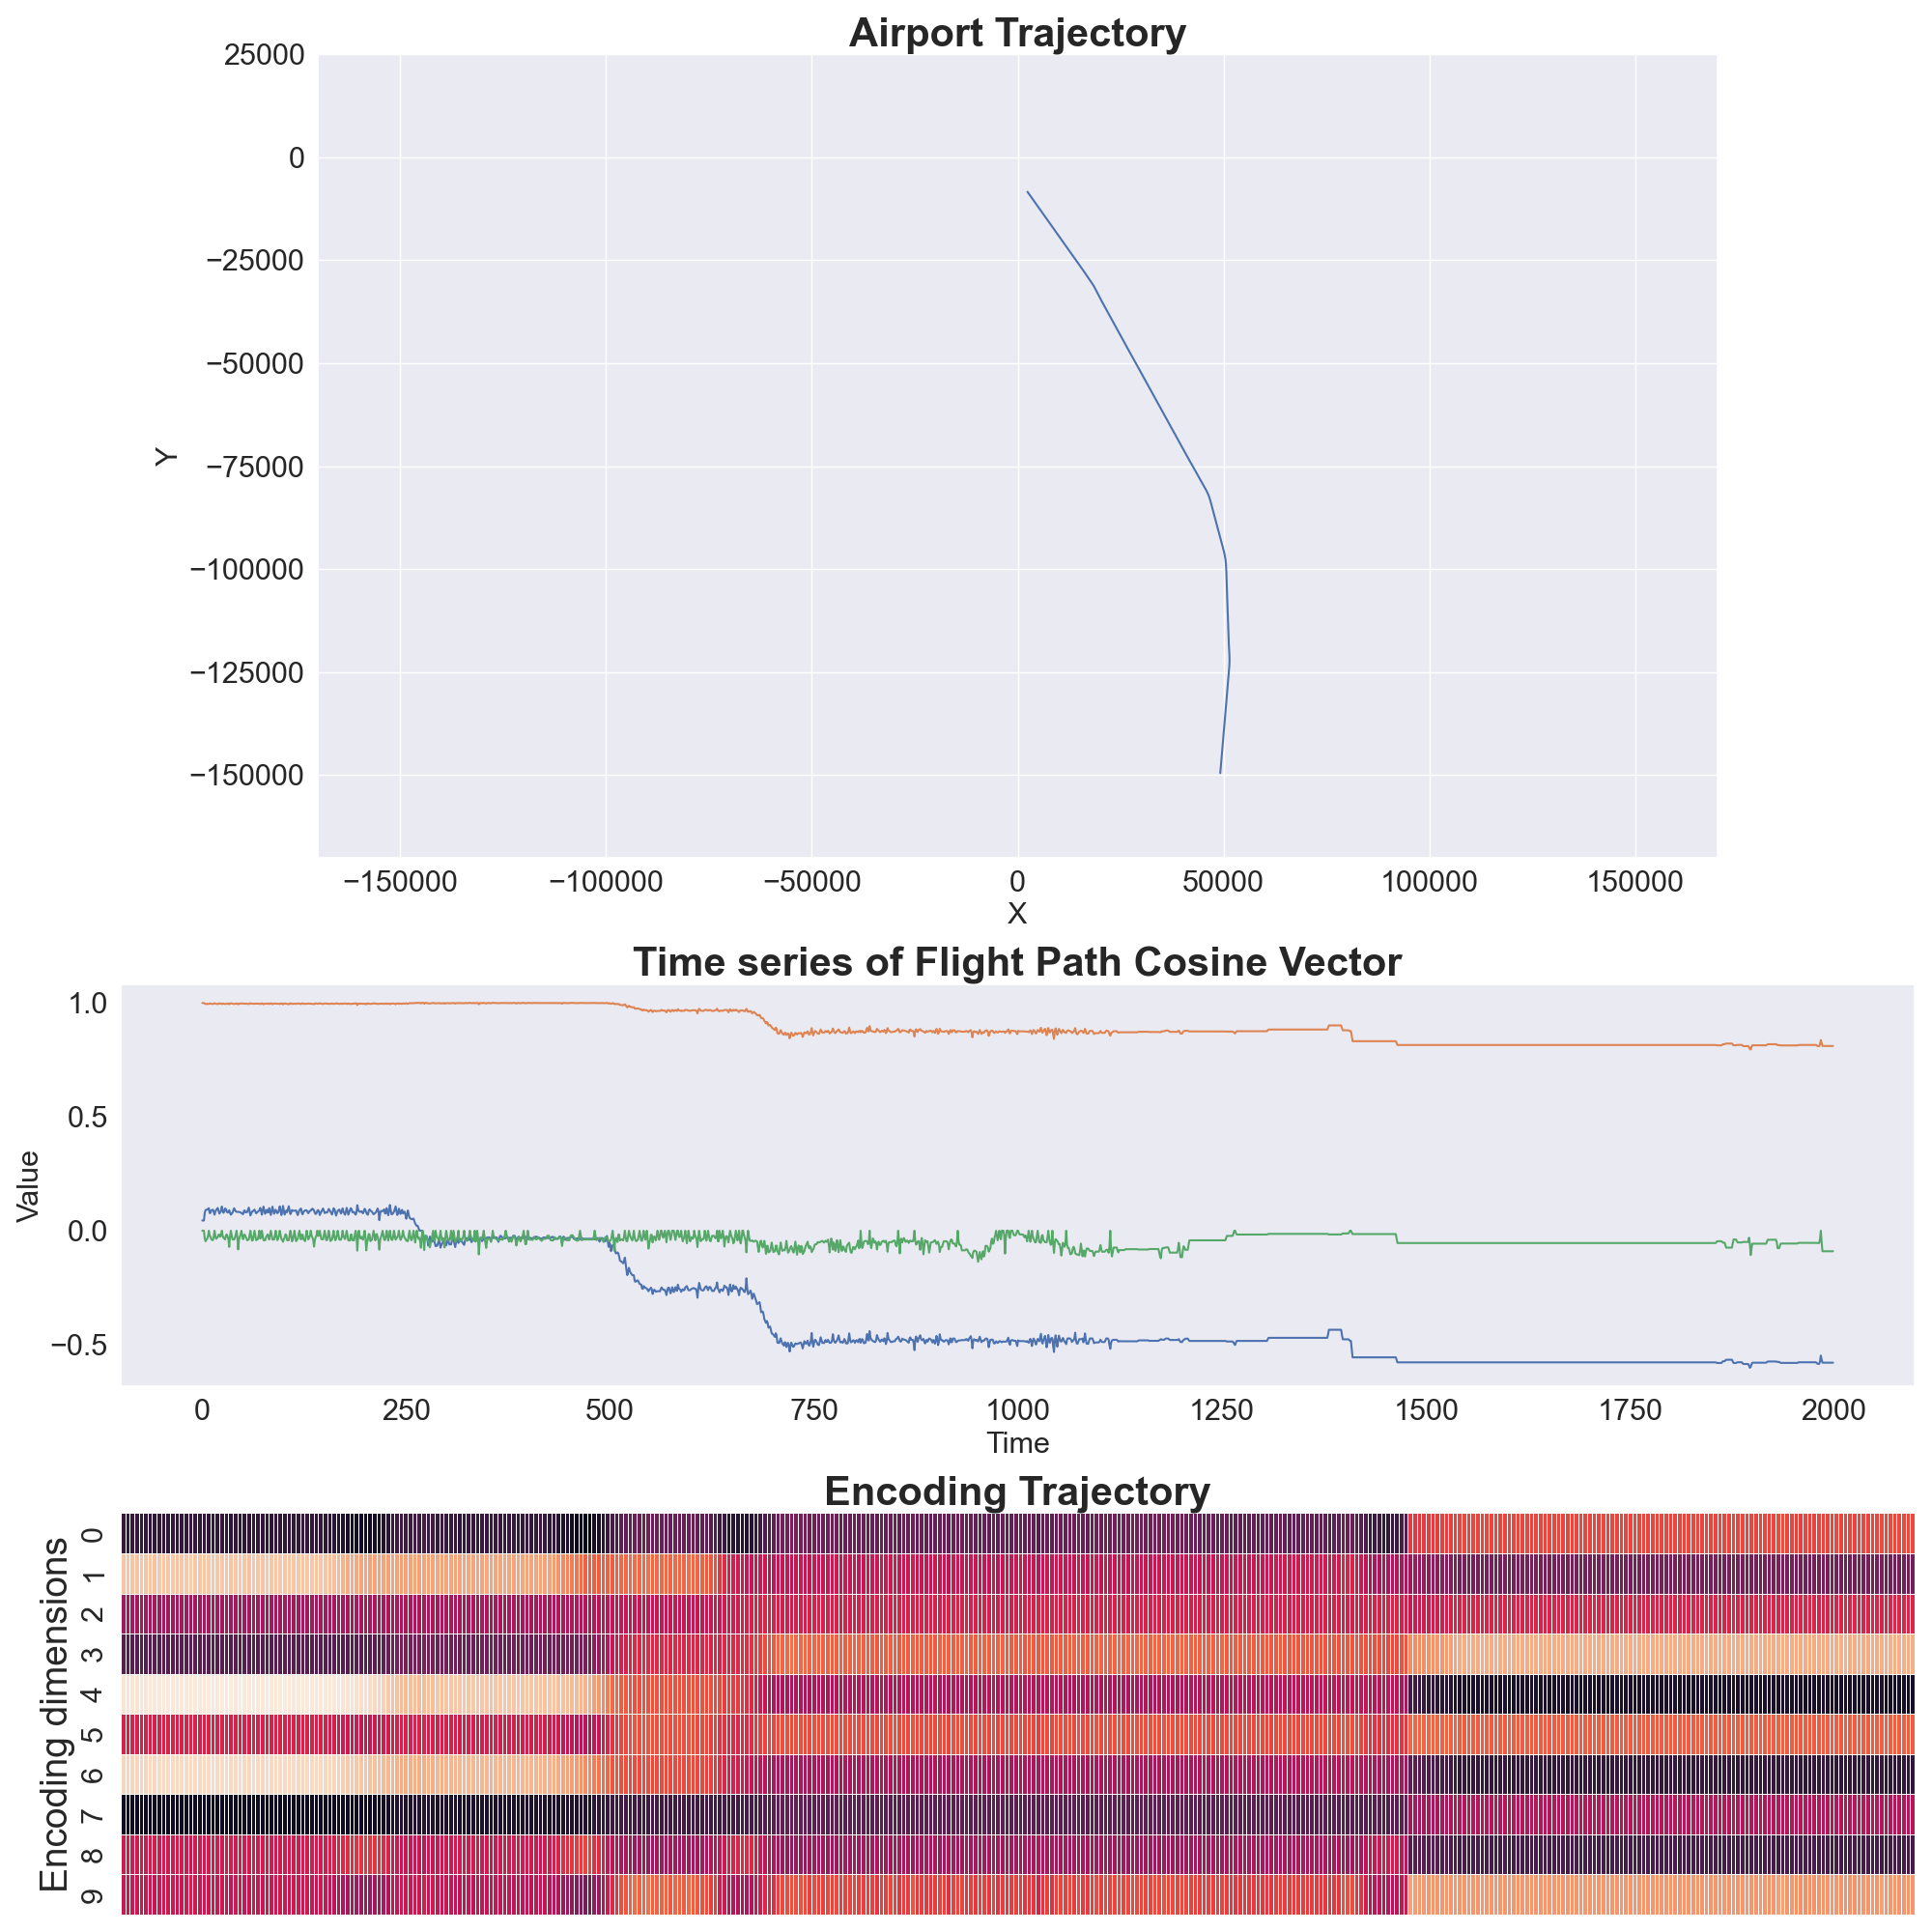 Airport Trajectory
25000
0
−25000
−50000
−75000
−100000
−125000
−150000
Y
−150000 −100000 −50000 0 50000 100000 150000
X
Time series of Flight Path Cosine Vector
1.0
0.5
0.0
−0.5
Value
0 250 500 750 1000 1250 1500 1750 2000
Time
Encoding Trajectory
Encoding dimensions
0
1
2
3
4
5
6
7
8
9